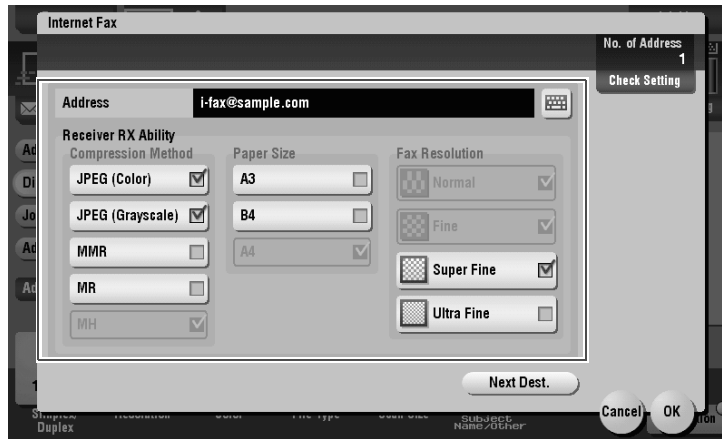 Internet Fax
No. of Address
1
Check Setting
Address
i-fax@sample.com
Receiver RX Ability
Compression Method
Paper Size
Fax Resolution
JPEG (Color)
A3
Normal
JPEG (Grayscale)
B4
Fine
MMR
A4
Super Fine
MR
Ultra Fine
MH
Next Dest.
Cancel
OK
Duplex
Subject
Name/Other